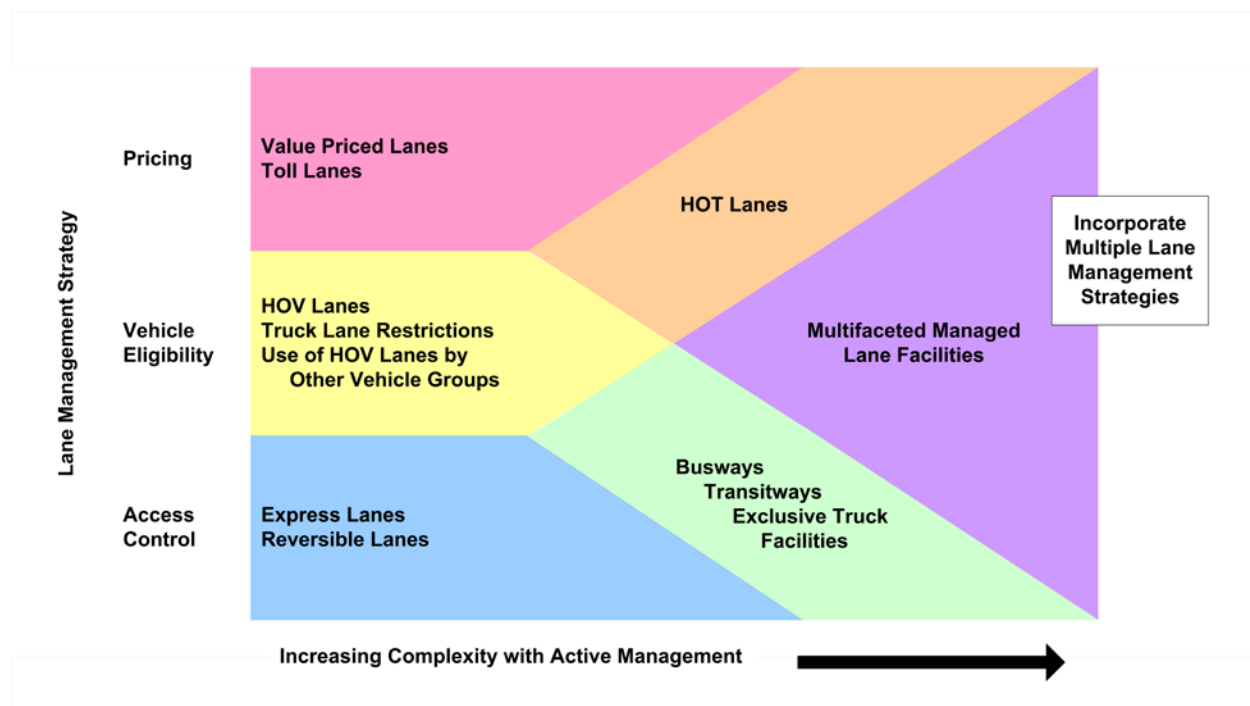 Lane Management Strategy
Pricing
Value Priced Lanes
Toll Lanes
HOT Lanes
Incorporate
Multiple Lane
Management
Strategies
Vehicle
Eligibility
HOV Lanes
Truck Lane Restrictions
Use of HOV Lanes by
Other Vehicle Groups
Multifaceted Managed
Lane Facilities
Access
Control
Express Lanes
Reversible Lanes
Busways
Transitways
Exclusive Truck
Facilities
Increasing Complexity with Active Management